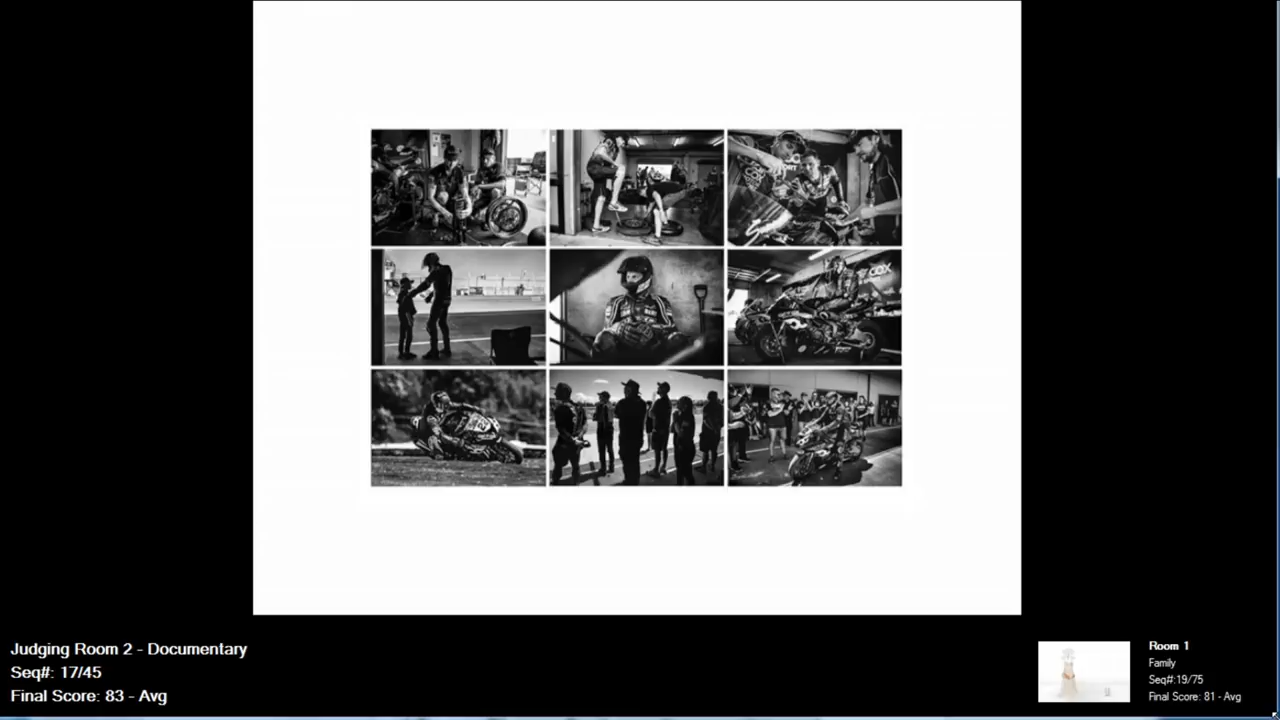 COX
Judging Room 2 - Documentary
Seq#: 17/45
Final Score: 83 - Avg
Room 1
Family
Seq#:19/75
Final Score: 81 - Avg